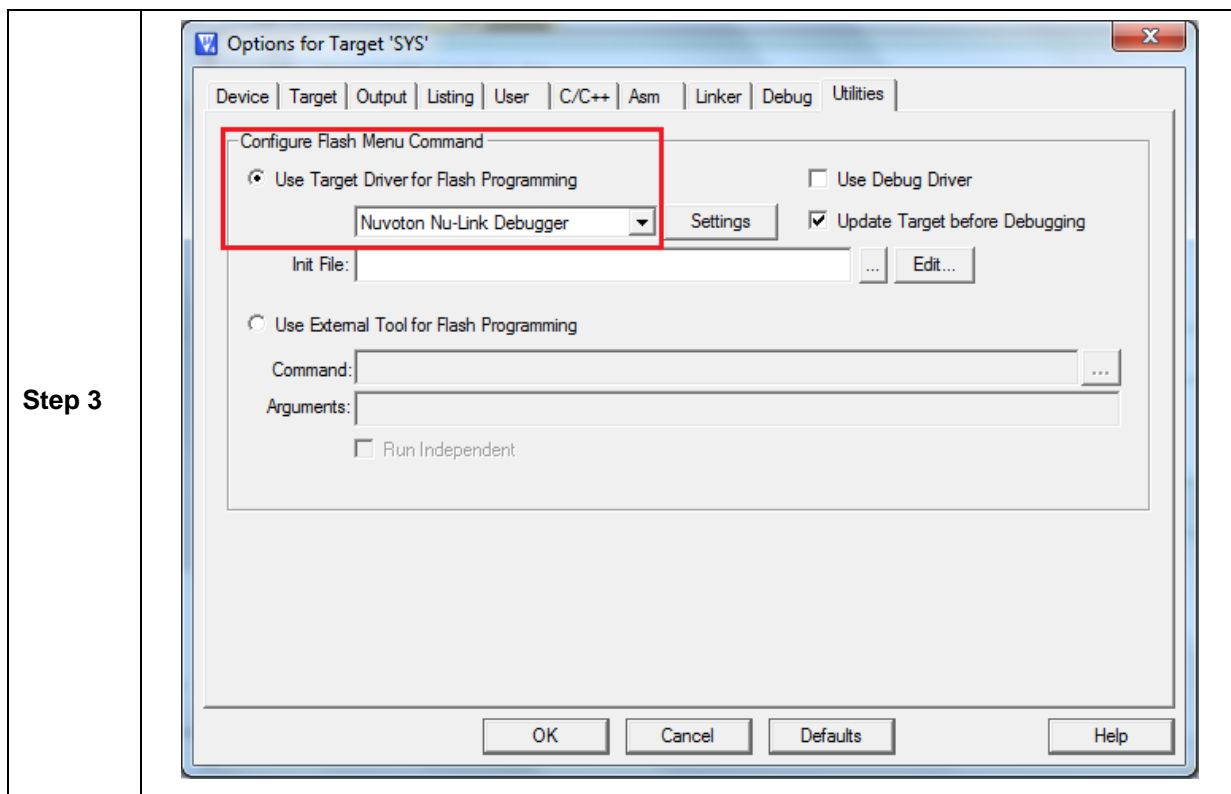 Options for Target 'SYS'
Device Target Output Listing User C/C++ Asm Linker Debug Utilities
Configure Flash Menu Command
Use Target Driver for Flash Programming
Use Debug Driver
Nuvoton Nu-Link Debugger
Settings
Update Target before Debugging
Init File:
...
Edit...
Use External Tool for Flash Programming
Command:
...
Step 3
Arguments:
Run Independent
OK Cancel Defaults Help